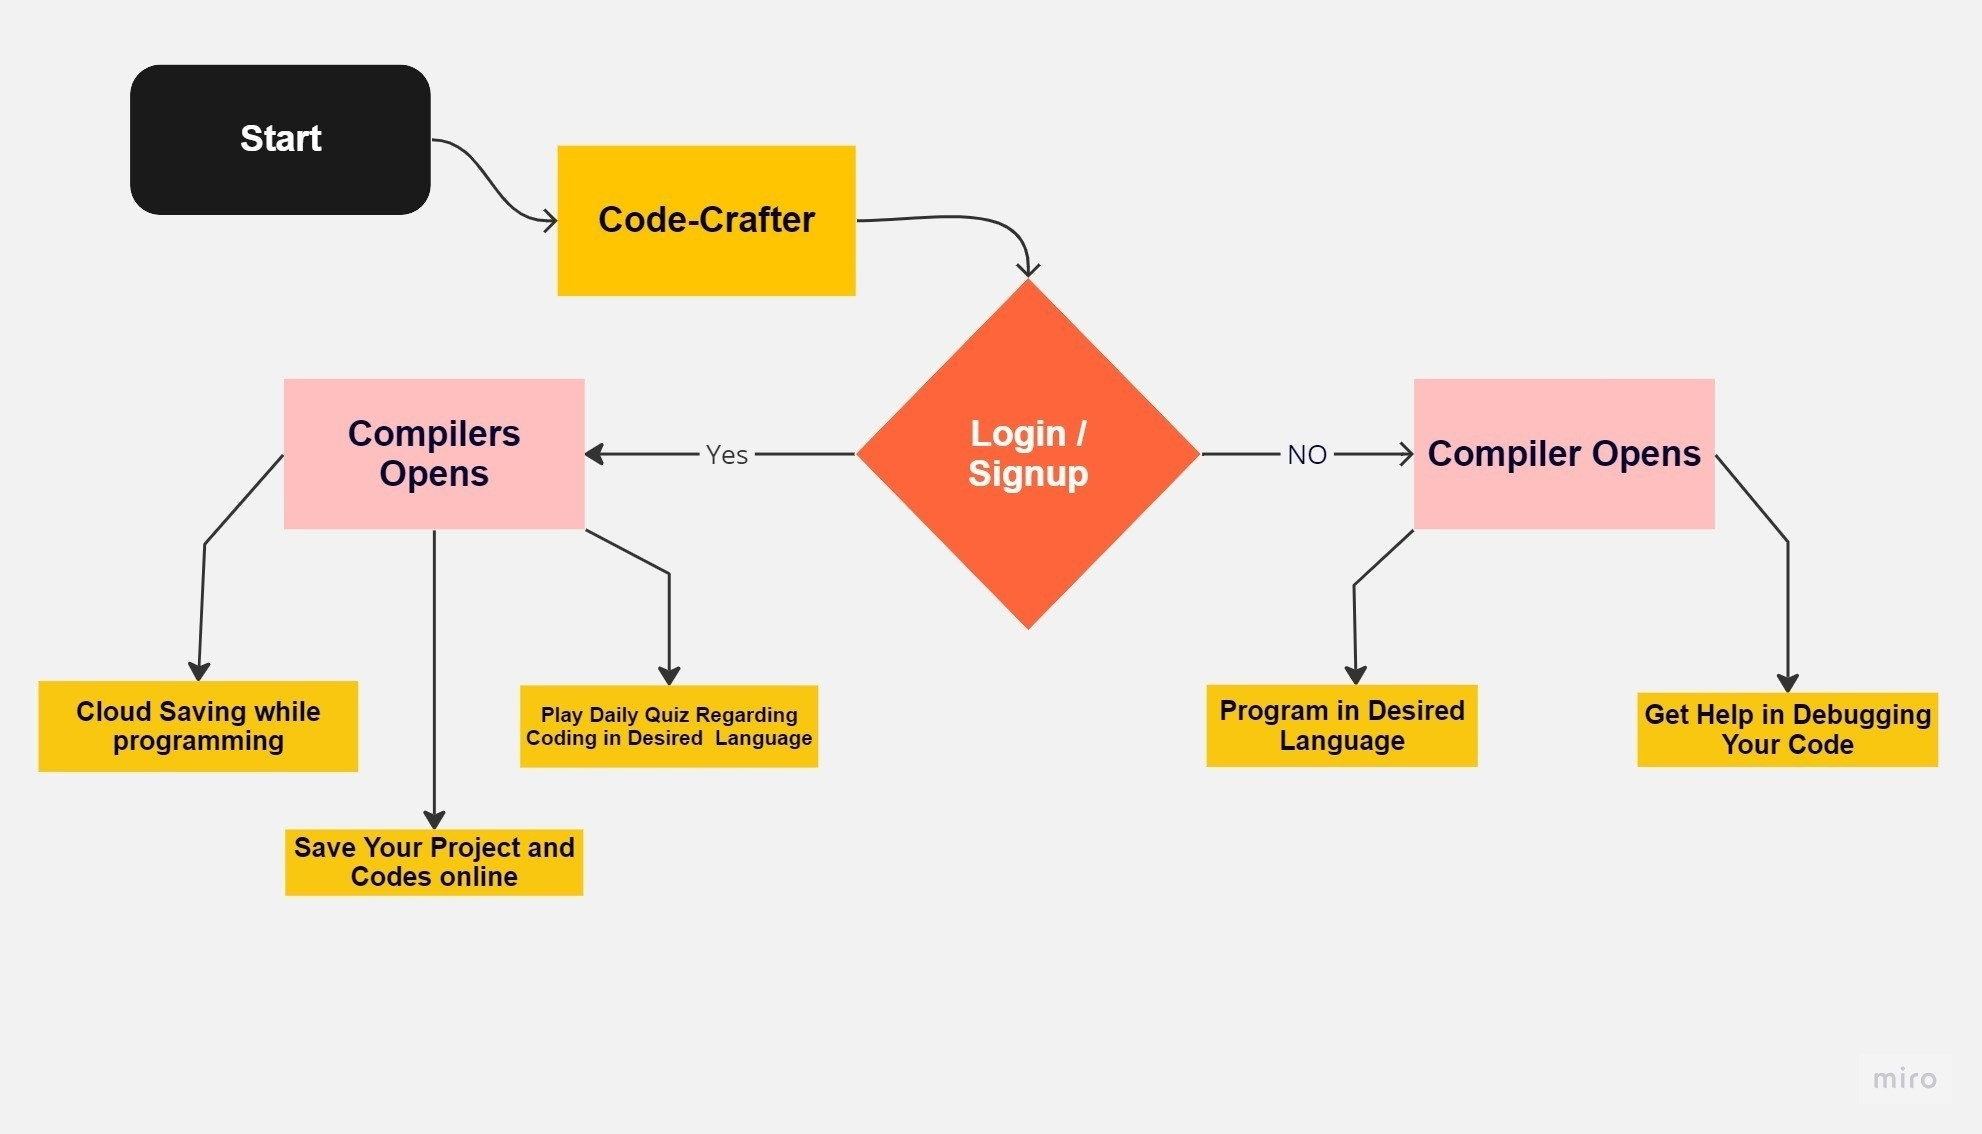 Start
Code-Crafter
Login /
Signup
Yes
NO
Compilers
Opens
Compiler Opens
Cloud Saving while
programming
Play Daily Quiz Regarding
Coding in Desired  Language
Save Your Project and
Codes online
Program in Desired
Language
Get Help in Debugging
Your Code
miro